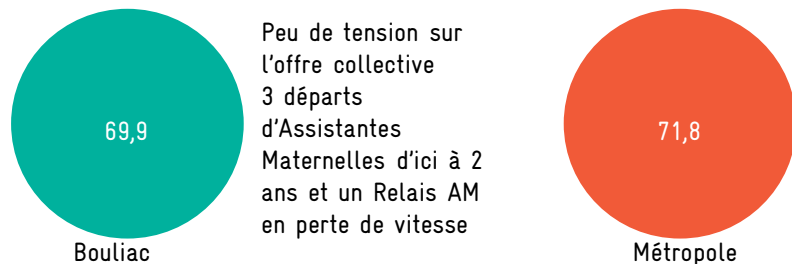 69,9
Bouliac
Peu de tension sur
l'offre collective
3 départs
d'Assistantes
Maternelles d'ici à 2
ans et un Relais AM
en perte de vitesse
71,8
Métropole